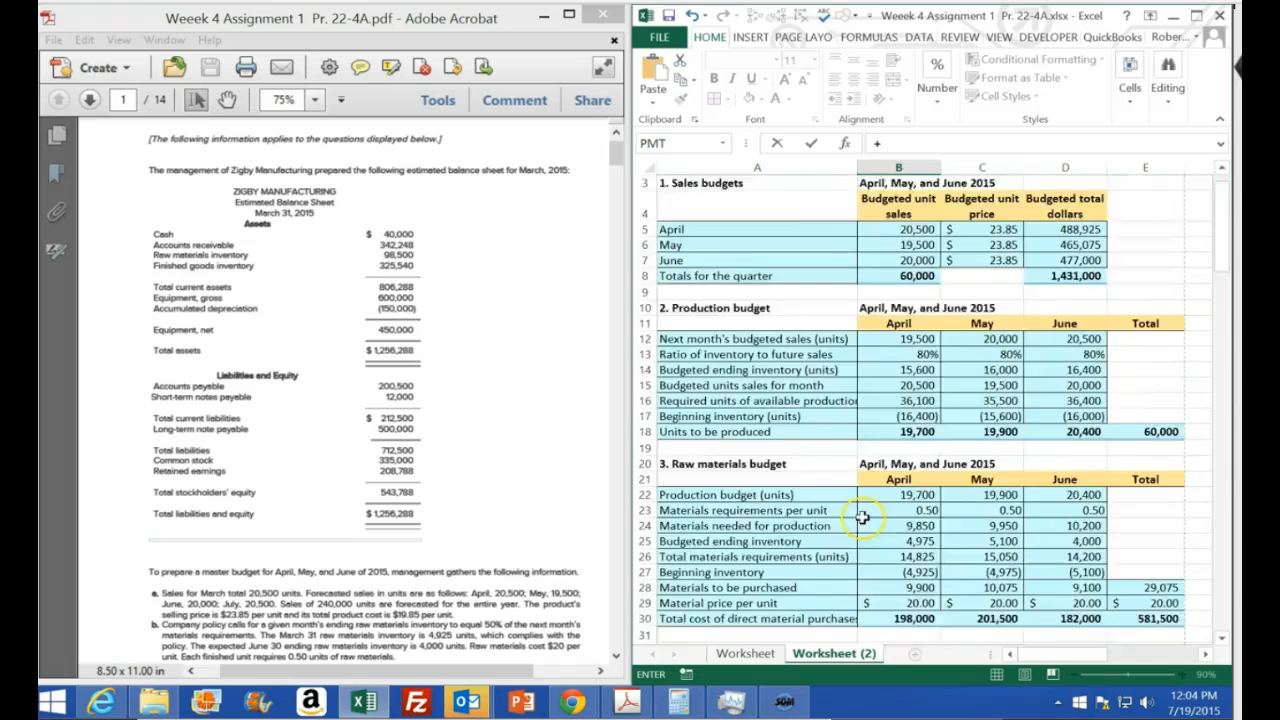 Weeek 4 Assignment 1 Pr. 22-4A.pdf - Adobe Acrobat
File Edit View Window Help
Create
1 / 14 75% Tools Comment Share
[The following information applies to the questions displayed below.]
The management of Zigby Manufacturing prepared the following estimated balance sheet for March, 2015:
ZIGBY MANUFACTURING
Estimated Balance Sheet
March 31, 2015
Assets
Cash $ 40,000
Accounts receivable 342,248
Raw materials inventory 98,500
Finished goods inventory 325,540
Total current assets 806,288
Equipment, gross 600,000
Accumulated depreciation (150,000)
Equipment, net 450,000
Total assets $ 1,256,288
Liabilities and Equity
Accounts payable 200,500
Short-term notes payable 12,000
Total current liabilities $ 212,500
Long-term note payable 500,000
Total liabilities 712,500
Common stock 335,000
Retained earnings 208,788
Total stockholders' equity 543,788
Total liabilities and equity $ 1,256,288
To prepare a master budget for April, May, and June of 2015, management gathers the following information.
a. Sales for March total 20,500 units. Forecasted sales in units are as follows: April, 20,500; May, 19,500;
June, 20,000; July, 20,500. Sales of 240,000 units are forecasted for the entire year. The product's
selling price is $23.85 per unit and its total product cost is $19.85 per unit.
b. Company policy calls for a given month's ending raw materials inventory to equal 50% of the next month's
materials requirements. The March 31 raw materials inventory is 4,925 units, which complies with the
policy. The expected June 30 ending raw materials inventory is 4,000 units. Raw materials cost $20 per
unit. Each finished unit requires 0.50 units of raw materials.
8.50 x 11.00 in
Weeek 4 Assignment 1 Pr. 22-4A.xlsx - Excel
FILE HOME INSERT PAGE LAYO FORMULAS DATA REVIEW VIEW DEVELOPER QuickBooks Rober...
Paste
11
B I U
Number
Conditional Formatting
Format as Table
Cell Styles
Cells Editing
Clipboard Font Alignment Styles
PMT fx +
A B C D E
3 1. Sales budgets April, May, and June 2015
4 Budgeted unit sales Budgeted unit price Budgeted total dollars
5 April 20,500 $ 23.85 488,925
6 May 19,500 $ 23.85 465,075
7 June 20,000 $ 23.85 477,000
8 Totals for the quarter 60,000 1,431,000
9
10 2. Production budget April, May, and June 2015
11 April May June Total
12 Next month's budgeted sales (units) 19,500 20,000 20,500
13 Ratio of inventory to future sales 80% 80% 80%
14 Budgeted ending inventory (units) 15,600 16,000 16,400
15 Budgeted units sales for month 20,500 19,500 20,000
16 Required units of available production 36,100 35,500 36,400
17 Beginning inventory (units) (16,400) (15,600) (16,000)
18 Units to be produced 19,700 19,900 20,400 60,000
19
20 3. Raw materials budget April, May, and June 2015
21 April May June Total
22 Production budget (units) 19,700 19,900 20,400
23 Materials requirements per unit 0.50 0.50 0.50
24 Materials needed for production 9,850 9,950 10,200
25 Budgeted ending inventory 4,975 5,100 4,000
26 Total materials requirements (units) 14,825 15,050 14,200
27 Beginning inventory (4,925) (4,975) (5,100)
28 Materials to be purchased 9,900 10,075 9,100 29,075
29 Material price per unit $ 20.00 $ 20.00 $ 20.00 $ 20.00
30 Total cost of direct material purchases 198,000 201,500 182,000 581,500
31
Worksheet Worksheet (2)
ENTER 90%
12:04 PM
7/19/2015